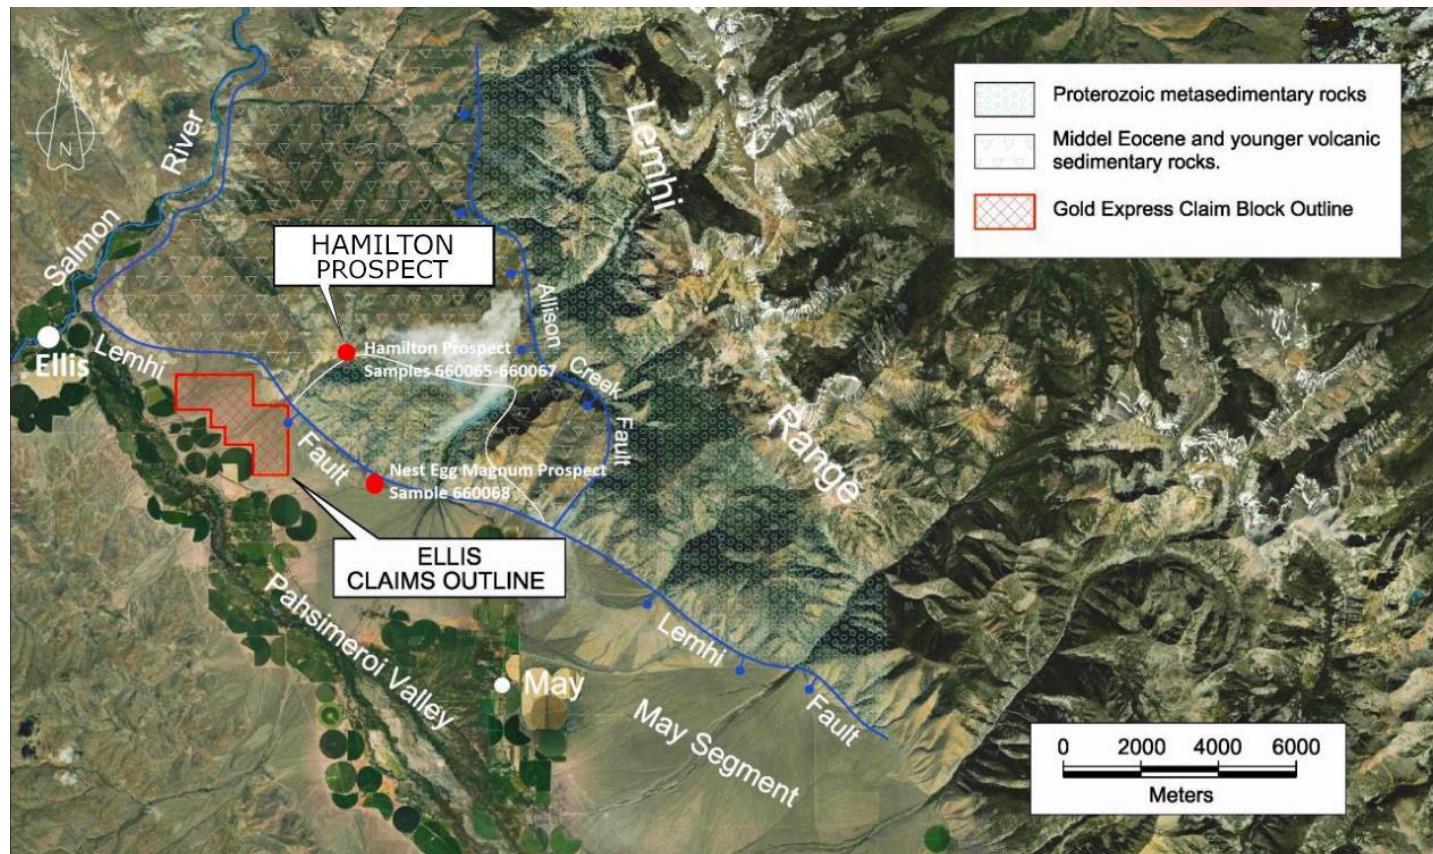 N
River
Salmon
Ellis
Lemhi
Fault
HAMILTON
PROSPECT
Hamilton Prospect
Samples 660065-660067
Nest Egg Magnum Prospect
Sample 660068
ELLIS
CLAIMS OUTLINE
Allison
Creek
Fault
Lemhi
Range
Pahsimeroi Valley
May
Lemhi
Fault
May Segment
Proterozoic metasedimentary rocks
Middel Eocene and younger volcanic
sedimentary rocks.
Gold Express Claim Block Outline
0 2000 4000 6000
Meters